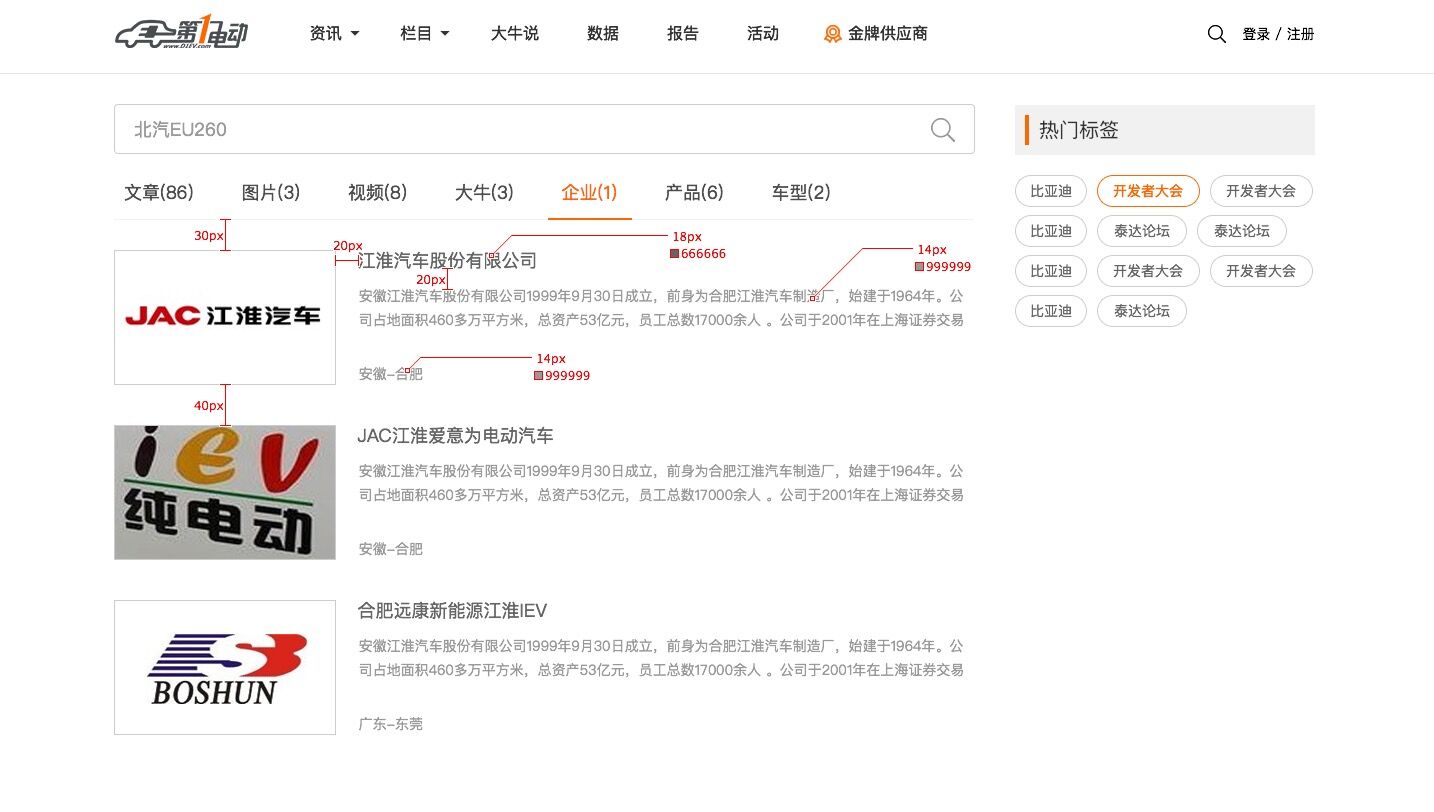 第1电动
www.D1EV.com
资讯 栏目 大牛说 数据 报告 活动 金牌供应商 登录 / 注册
北汽EU260
文章(86) 图片(3) 视频(8) 大牛(3) 企业(1) 产品(6) 车型(2)
30px
20px
18px
666666
14px
999999
JAC 江淮汽车
江淮汽车股份有限公司
20px
安徽江淮汽车股份有限公司1999年9月30日成立，前身为合肥江淮汽车制造厂，始建于1964年。公
司占地面积460多万平方米，总资产53亿元，员工总数17000余人 。公司于2001年在上海证券交易
安徽-合肥
14px
999999
40px
iEV
纯电动
JAC江淮爱意为电动汽车
安徽江淮汽车股份有限公司1999年9月30日成立，前身为合肥江淮汽车制造厂，始建于1964年。公
司占地面积460多万平方米，总资产53亿元，员工总数17000余人 。公司于2001年在上海证券交易
安徽-合肥
BOSHUN
合肥远康新能源江淮IEV
安徽江淮汽车股份有限公司1999年9月30日成立，前身为合肥江淮汽车制造厂，始建于1964年。公
司占地面积460多万平方米，总资产53亿元，员工总数17000余人 。公司于2001年在上海证券交易
广东-东莞
热门标签
比亚迪 开发者大会 开发者大会
比亚迪 泰达论坛 泰达论坛
比亚迪 开发者大会 开发者大会
比亚迪 泰达论坛